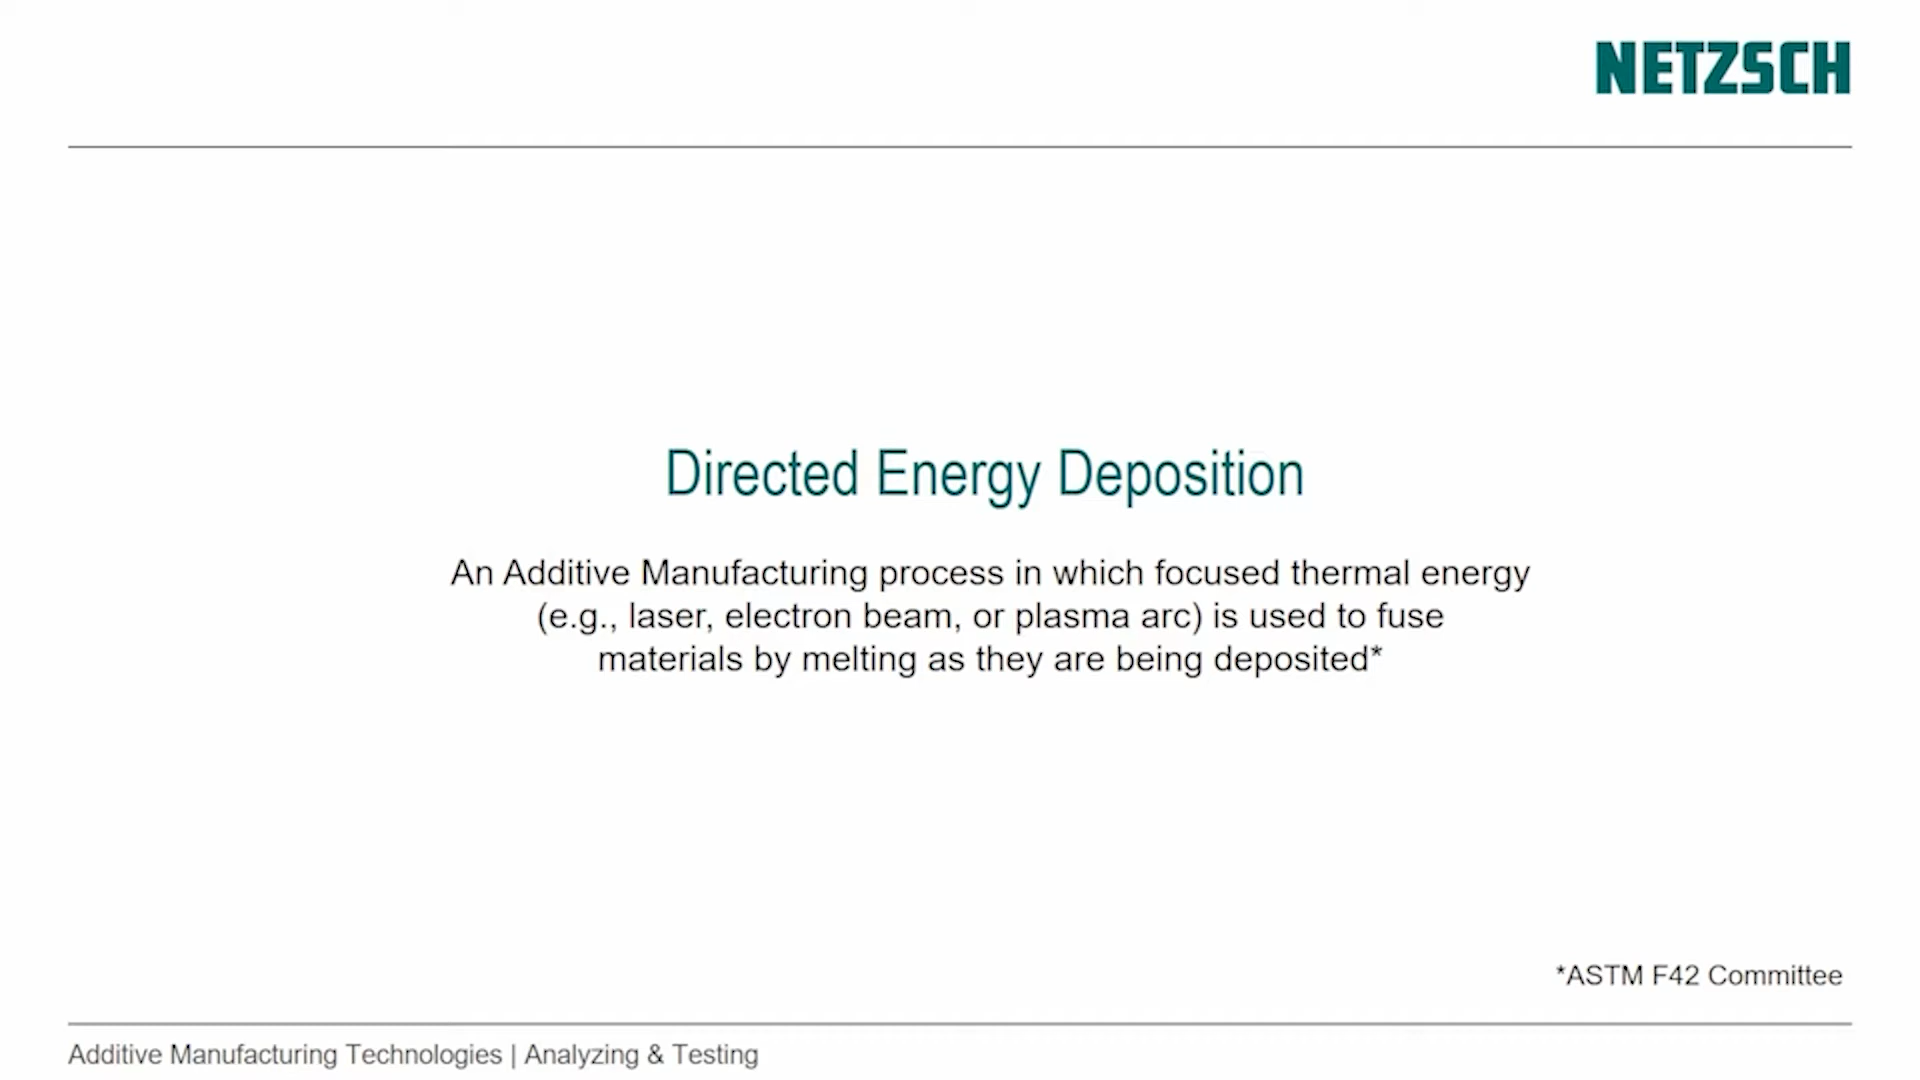 NETZSCH
Directed Energy Deposition
An Additive Manufacturing process in which focused thermal energy
(e.g., laser, electron beam, or plasma arc) is used to fuse
materials by melting as they are being deposited*
*ASTM F42 Committee
Additive Manufacturing Technologies | Analyzing & Testing